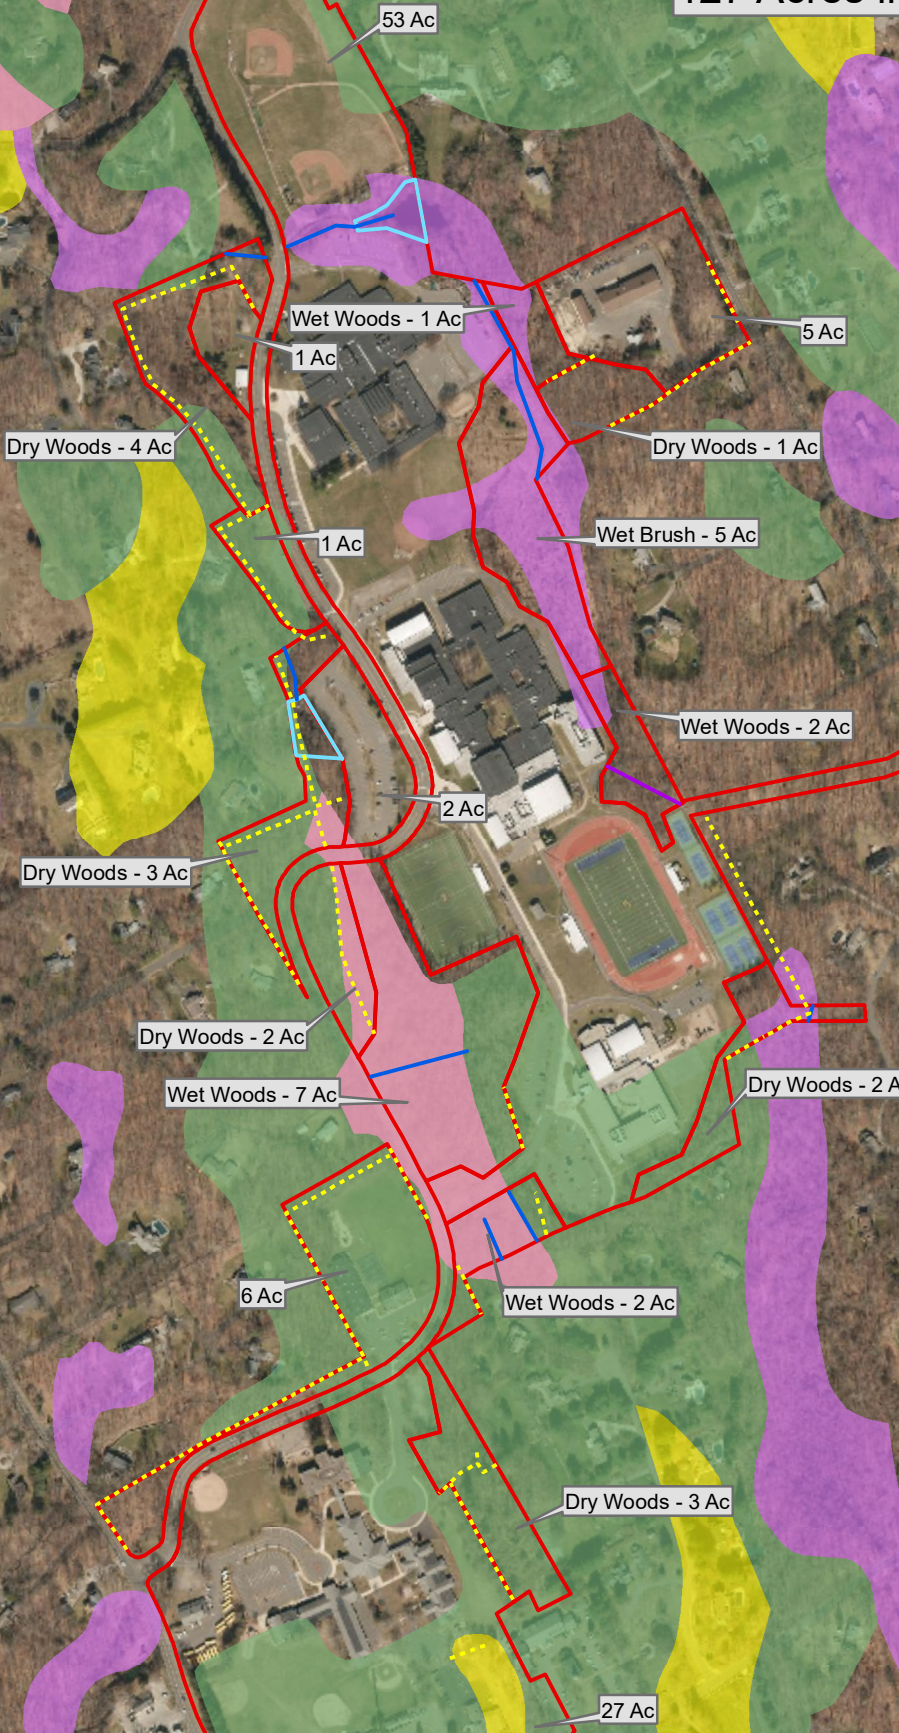 53 Ac
Wet Woods - 1 Ac
5 Ac
1 Ac
Dry Woods - 4 Ac
Dry Woods - 1 Ac
1 Ac
Wet Brush - 5 Ac
Wet Woods - 2 Ac
2 Ac
Dry Woods - 3 Ac
Dry Woods - 2 Ac
Dry Woods - 2 A
Wet Woods - 7 Ac
6 Ac
Wet Woods - 2 Ac
Dry Woods - 3 Ac
27 Ac